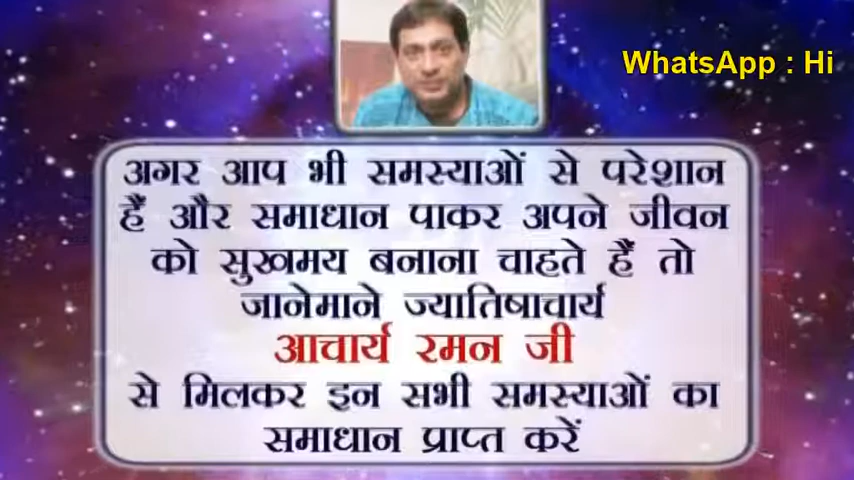 WhatsApp : Hi
अगर आप भी समस्याओं से परेशान
हैं और समाधान पाकर अपने जीवन
को सुखमय बनाना चाहते हैं तो
जानेमाने ज्यातिषाचार्य
आचार्य रमन जी
से मिलकर इन सभी समस्याओं का
समाधान प्राप्त करें